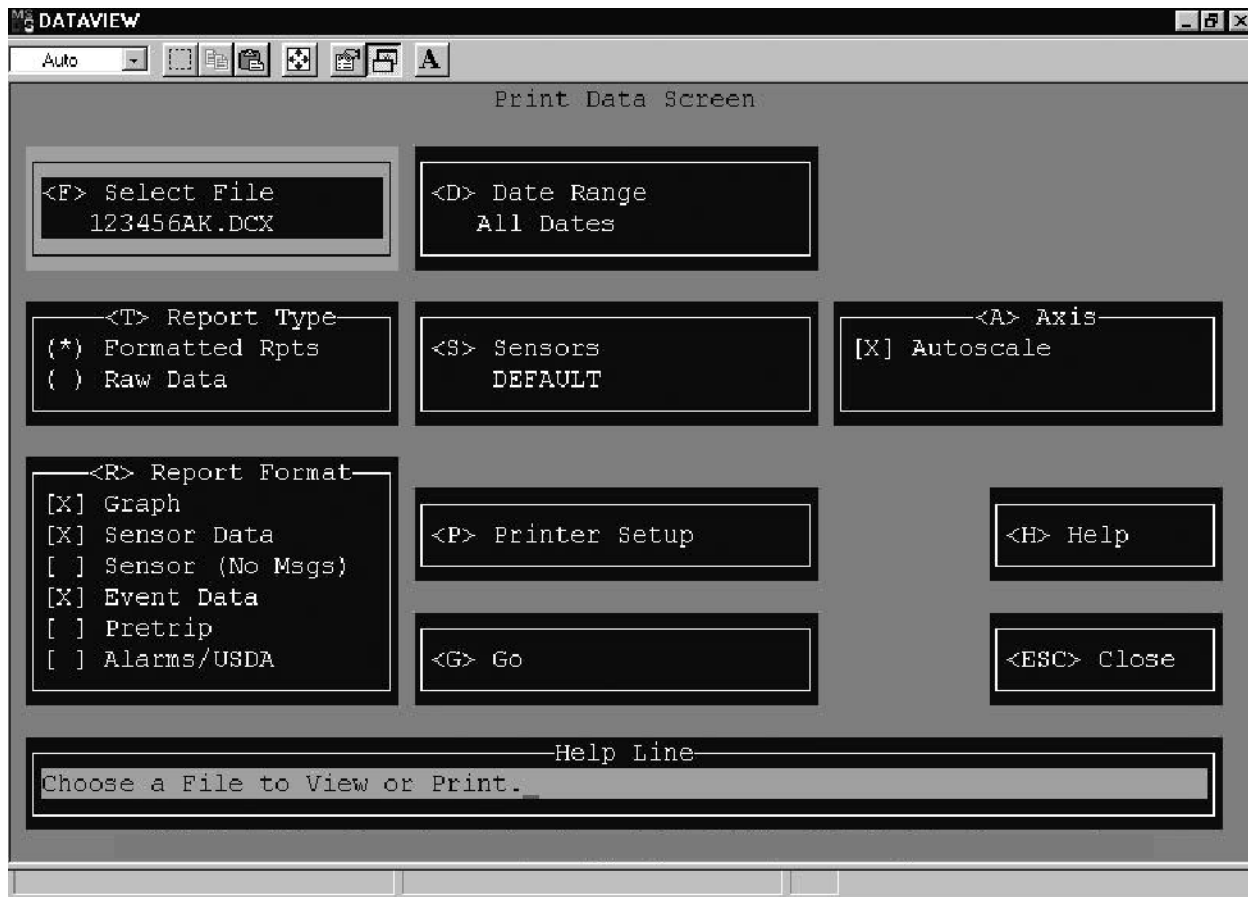 DATAVIEW
Auto
A
Print Data Screen
<F> Select File
123456AK.DCX
<D> Date Range
All Dates
<T> Report Type
(*) Formatted Rpts
( ) Raw Data
<S> Sensors
DEFAULT
<A> Axis
[X] Autoscale
<R> Report Format
[X] Graph
[X] Sensor Data
[ ] Sensor (No Msgs)
[X] Event Data
[ ] Pretrip
[ ] Alarms/USDA
<P> Printer Setup
<G> Go
<H> Help
<ESC> Close
Help Line
Choose a File to View or Print._